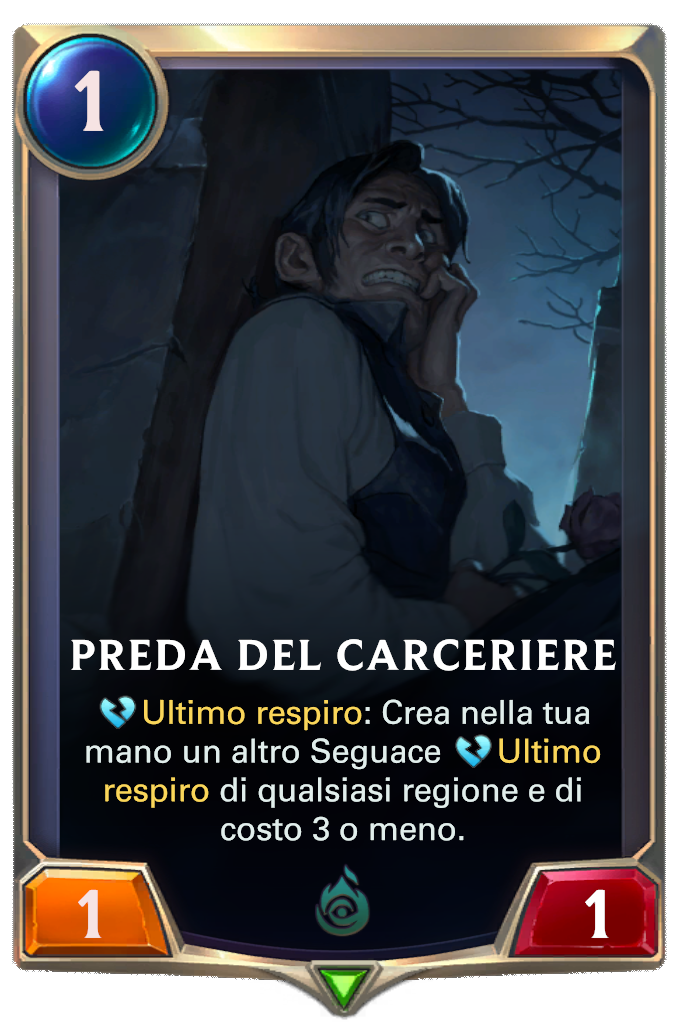 1
PREDA DEL CARCERIERE
Ultimo respiro: Crea nella tua
mano un altro Seguace Ultimo
respiro di qualsiasi regione e di
costo 3 o meno.
1
1